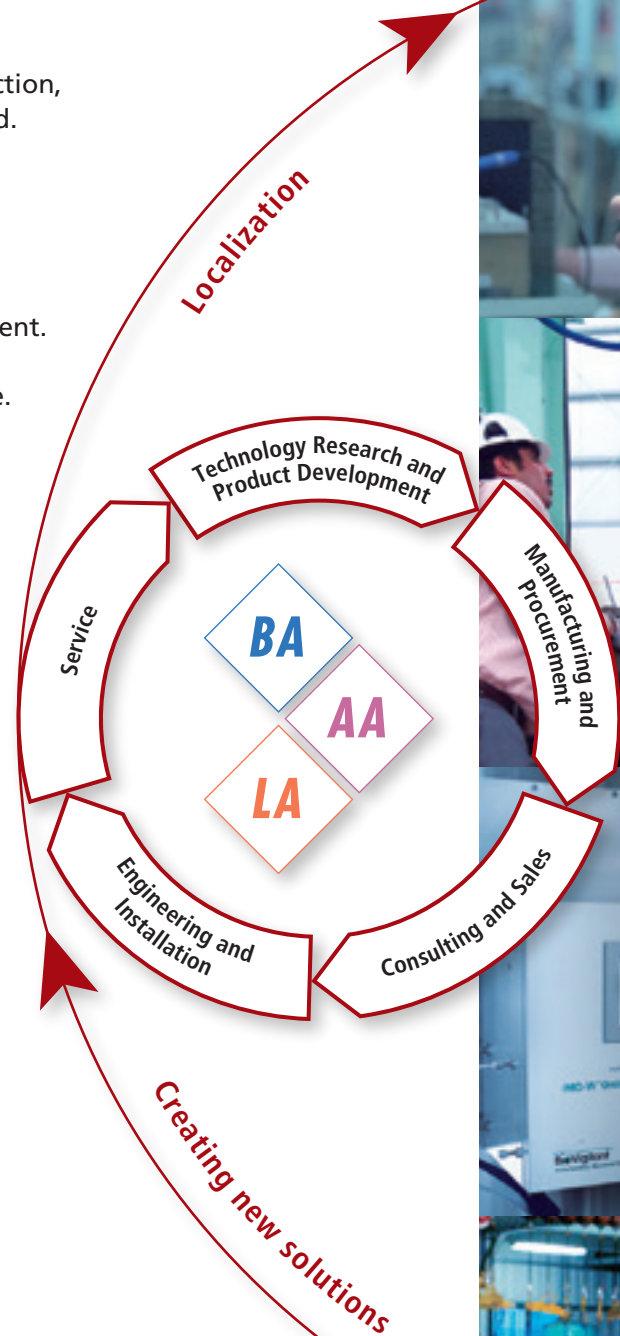 ction,
d.
Localization
ent.
e.
Technology Research and
Product Development
Manufacturing and
Procurement
Service
BA
AA
LA
Engineering and
Installation
Consulting and Sales
BioVigilant
Creating new solutions